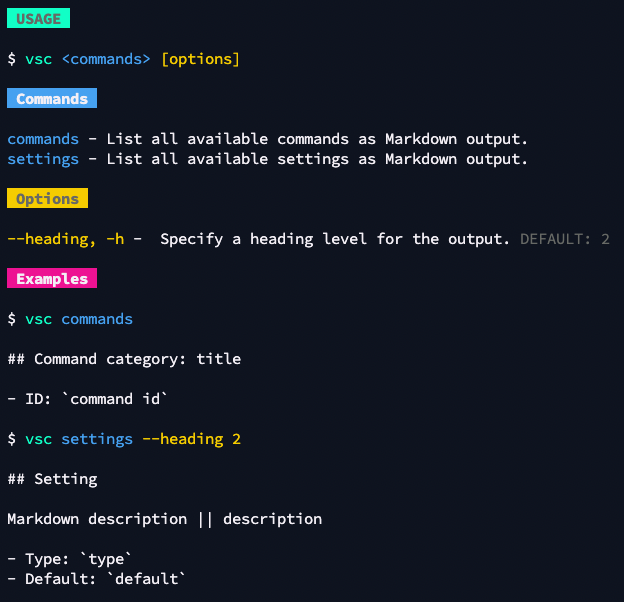 USAGE
$ vsc <commands> [options]
Commands
commands – List all available commands as Markdown output.
settings – List all available settings as Markdown output.
Options
--heading, -h –  Specify a heading level for the output. DEFAULT: 2
Examples
$ vsc commands
## Command category: title
- ID: `command id`
$ vsc settings --heading 2
## Setting
Markdown description || description
- Type: `type`
- Default: `default`